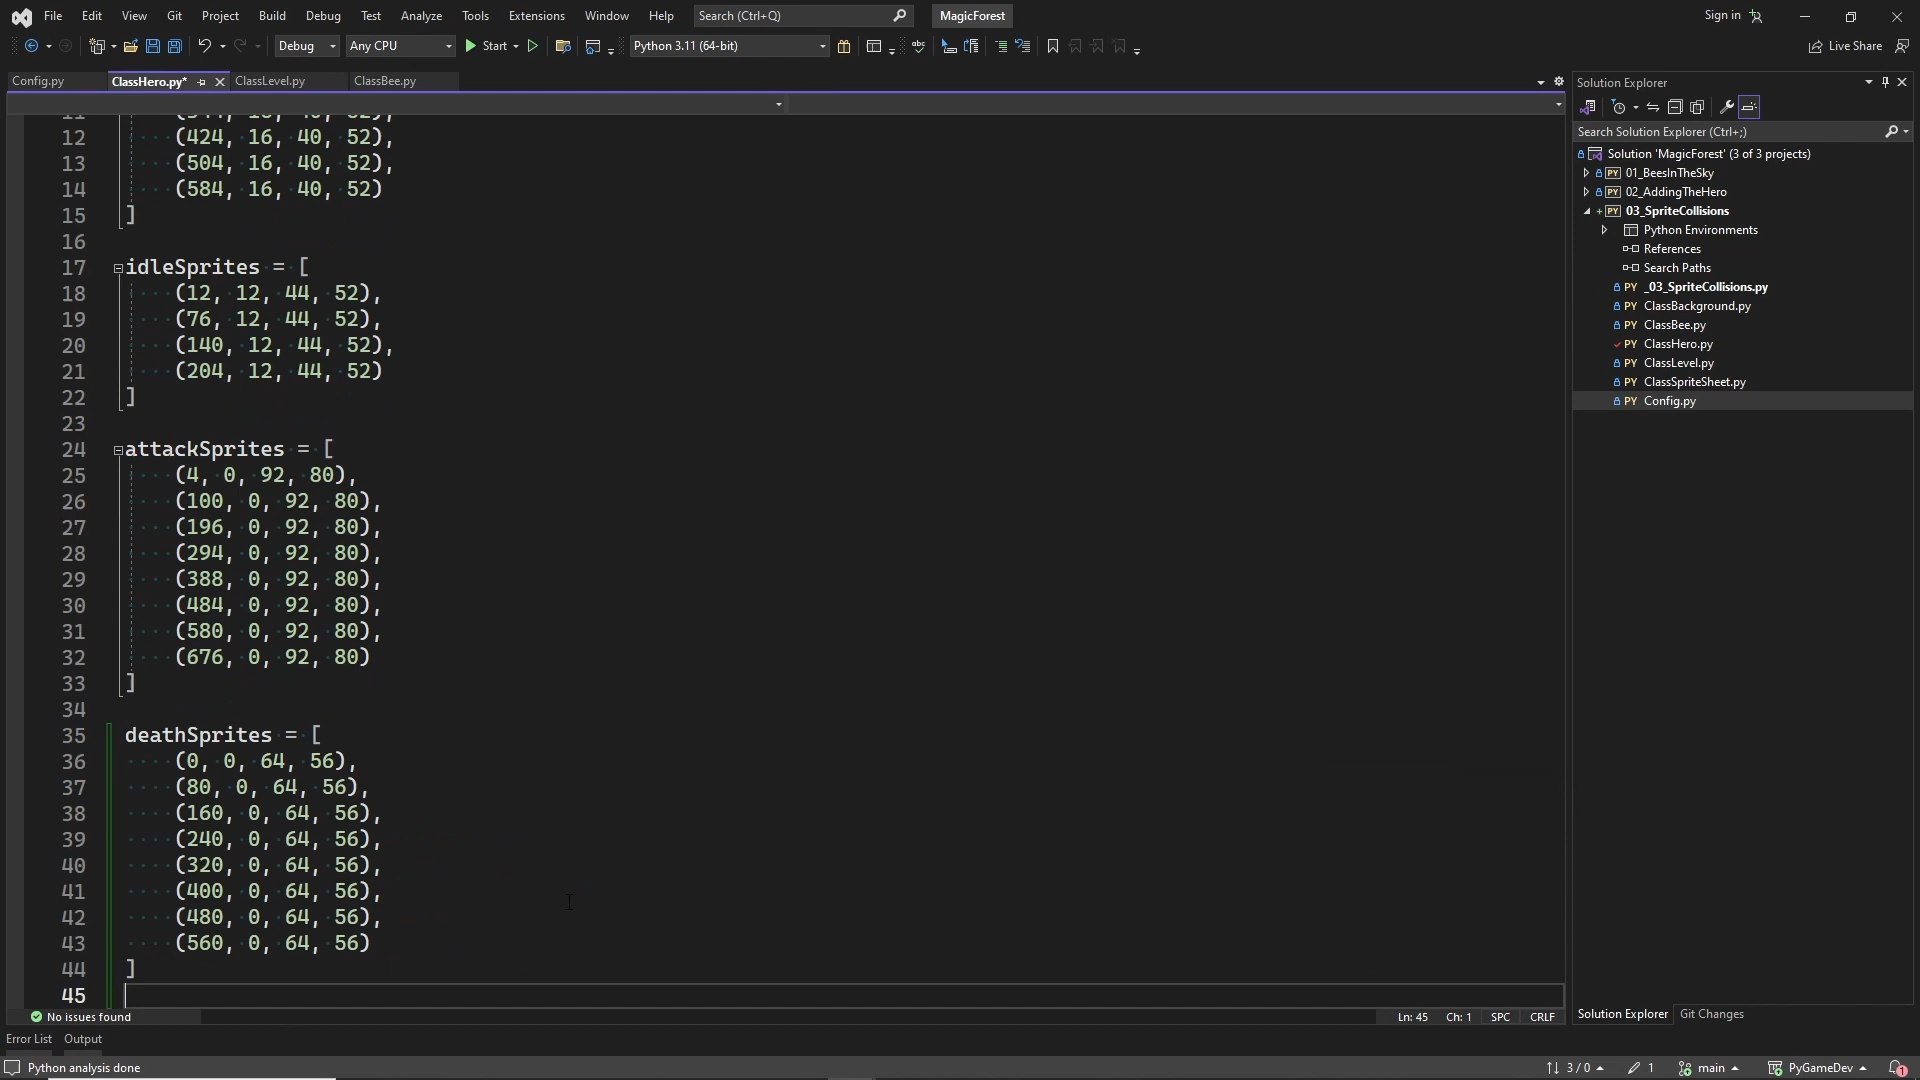 File Edit View Git Project Build Debug Test Analyze Tools Extensions Window Help Search (Ctrl+Q) MagicForest Sign in
Debug Any CPU Start Python 3.11 (64-bit) Live Share
Config.py ClassHero.py* ClassLevel.py ClassBee.py
12 (424, 16, 40, 52),
13 (504, 16, 40, 52),
14 (584, 16, 40, 52)
15 ]
16
17 idleSprites = [
18 (12, 12, 44, 52),
19 (76, 12, 44, 52),
20 (140, 12, 44, 52),
21 (204, 12, 44, 52)
22 ]
23
24 attackSprites = [
25 (4, 0, 92, 80),
26 (100, 0, 92, 80),
27 (196, 0, 92, 80),
28 (294, 0, 92, 80),
29 (388, 0, 92, 80),
30 (484, 0, 92, 80),
31 (580, 0, 92, 80),
32 (676, 0, 92, 80)
33 ]
34
35 deathSprites = [
36 (0, 0, 64, 56),
37 (80, 0, 64, 56),
38 (160, 0, 64, 56),
39 (240, 0, 64, 56),
40 (320, 0, 64, 56),
41 (400, 0, 64, 56),
42 (480, 0, 64, 56),
43 (560, 0, 64, 56)
44 ]
45
No issues found Ln: 45 Ch: 1 SPC CRLF
Solution Explorer
Search Solution Explorer (Ctrl+;)
Solution 'MagicForest' (3 of 3 projects)
PY 01_BeesInTheSky
PY 02_AddingTheHero
PY 03_SpriteCollisions
Python Environments
References
Search Paths
PY _03_SpriteCollisions.py
PY ClassBackground.py
PY ClassBee.py
PY ClassHero.py
PY ClassLevel.py
PY ClassSpriteSheet.py
PY Config.py
Solution Explorer Git Changes
Error List Output
Python analysis done 3 / 0 1 main PyGameDev 1